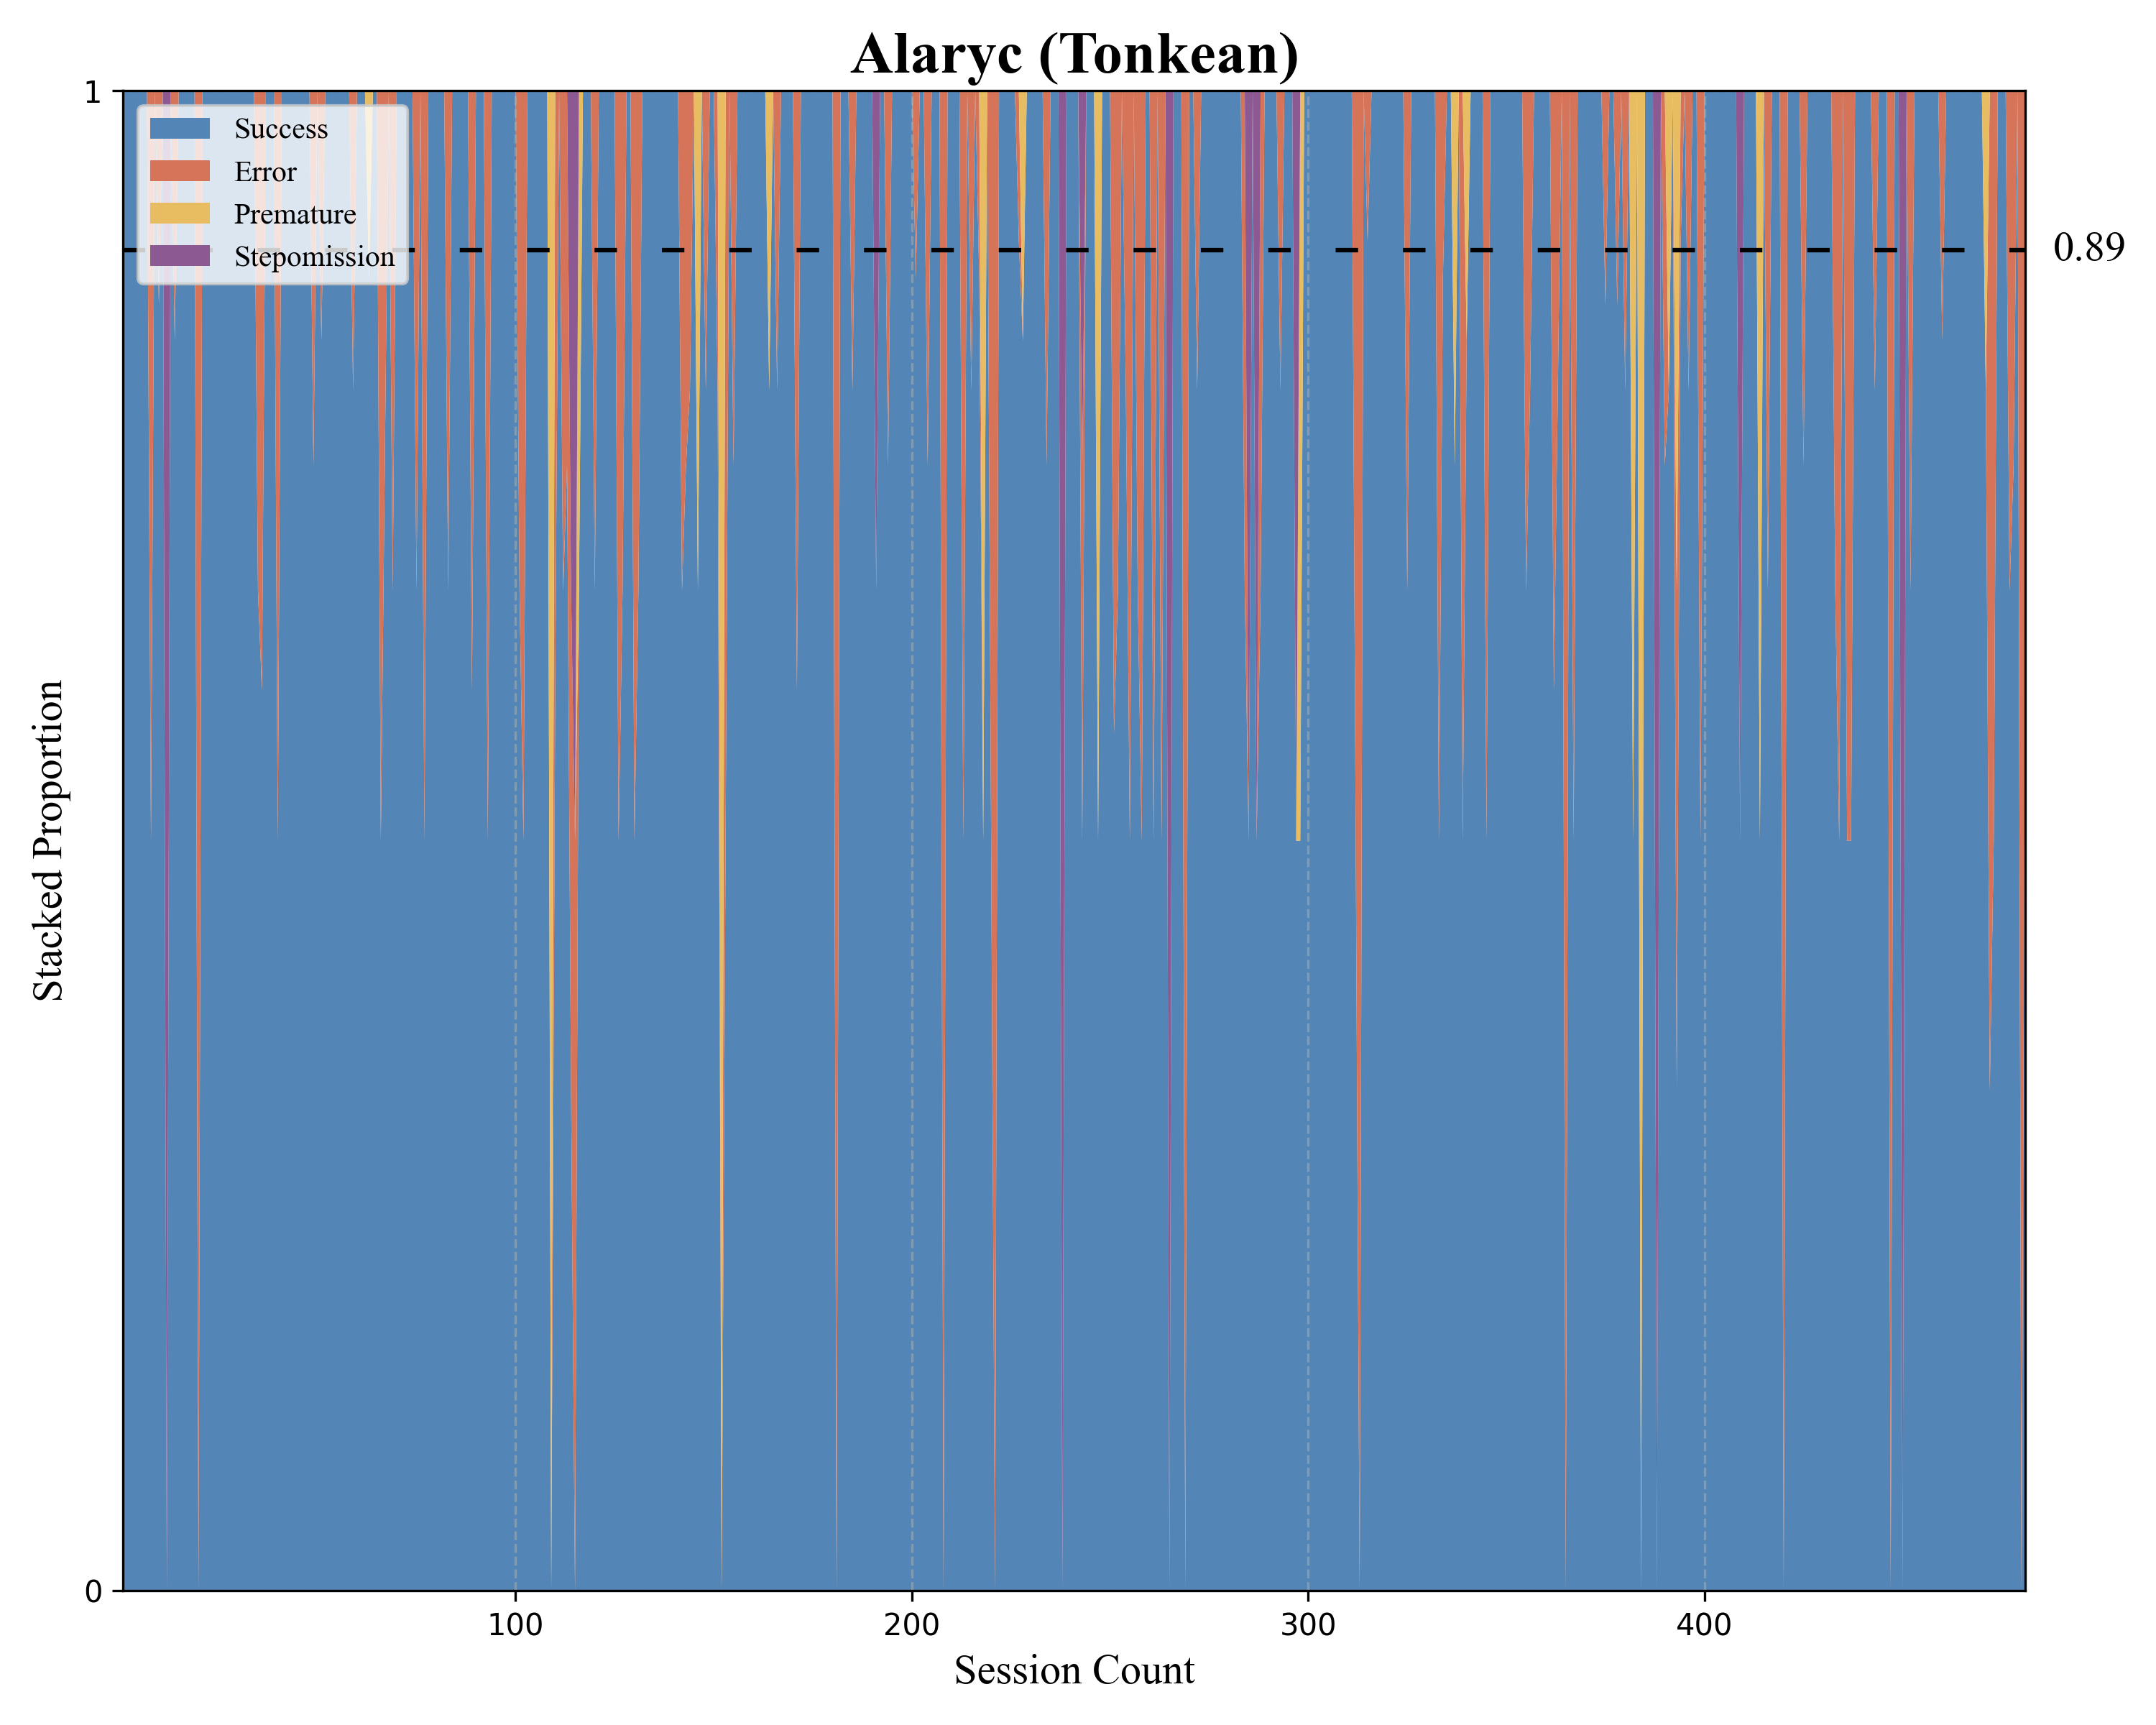 Alaryc (Tonkean)
1
Success
Error
Premature
Stepomission
0.89
Stacked Proportion
0
100
200
300
400
Session Count